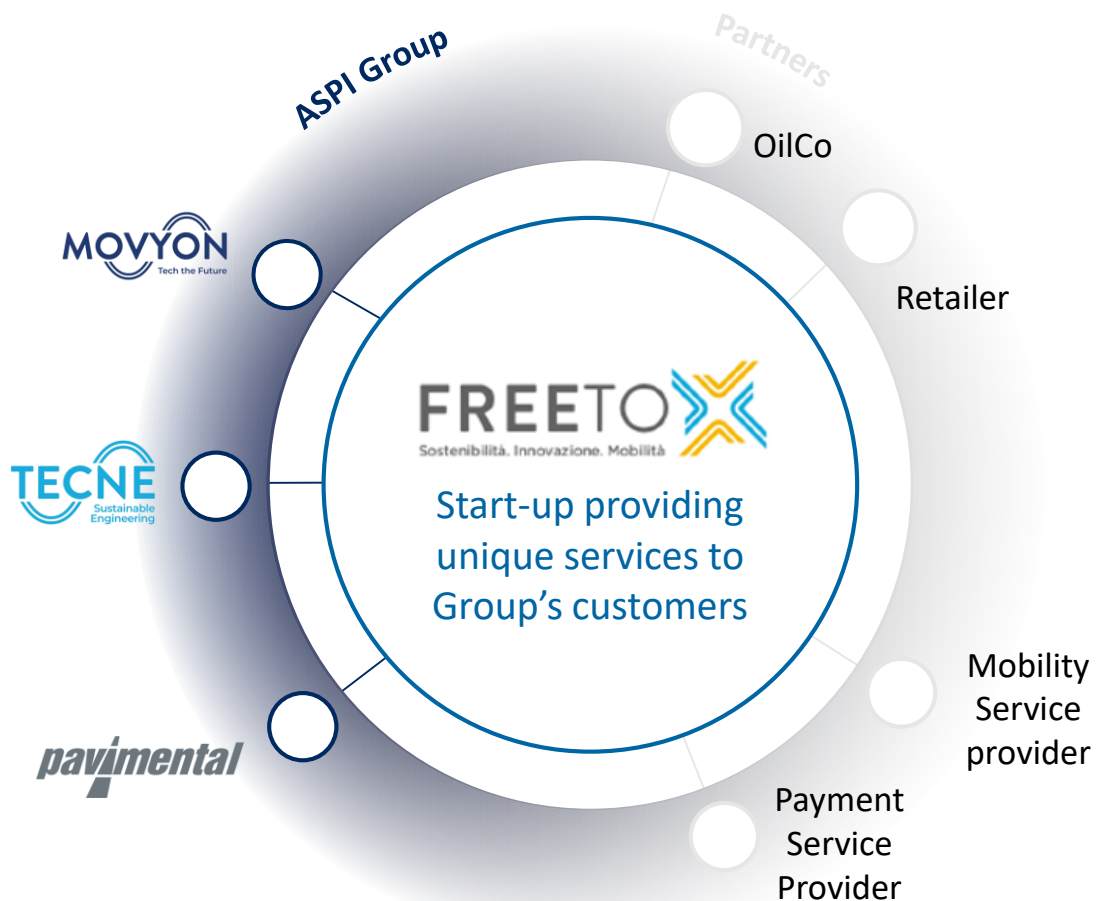 ASPI Group
Partners
OilCo
Retailer
MOVYON
Tech the Future
FREETO
Sostenibilità. Innovazione. Mobilità
TECNE
Sustainable
Engineering
Start-up providing
unique services to
Group’s customers
Mobility
Service
provider
pavimental
Payment
Service
Provider